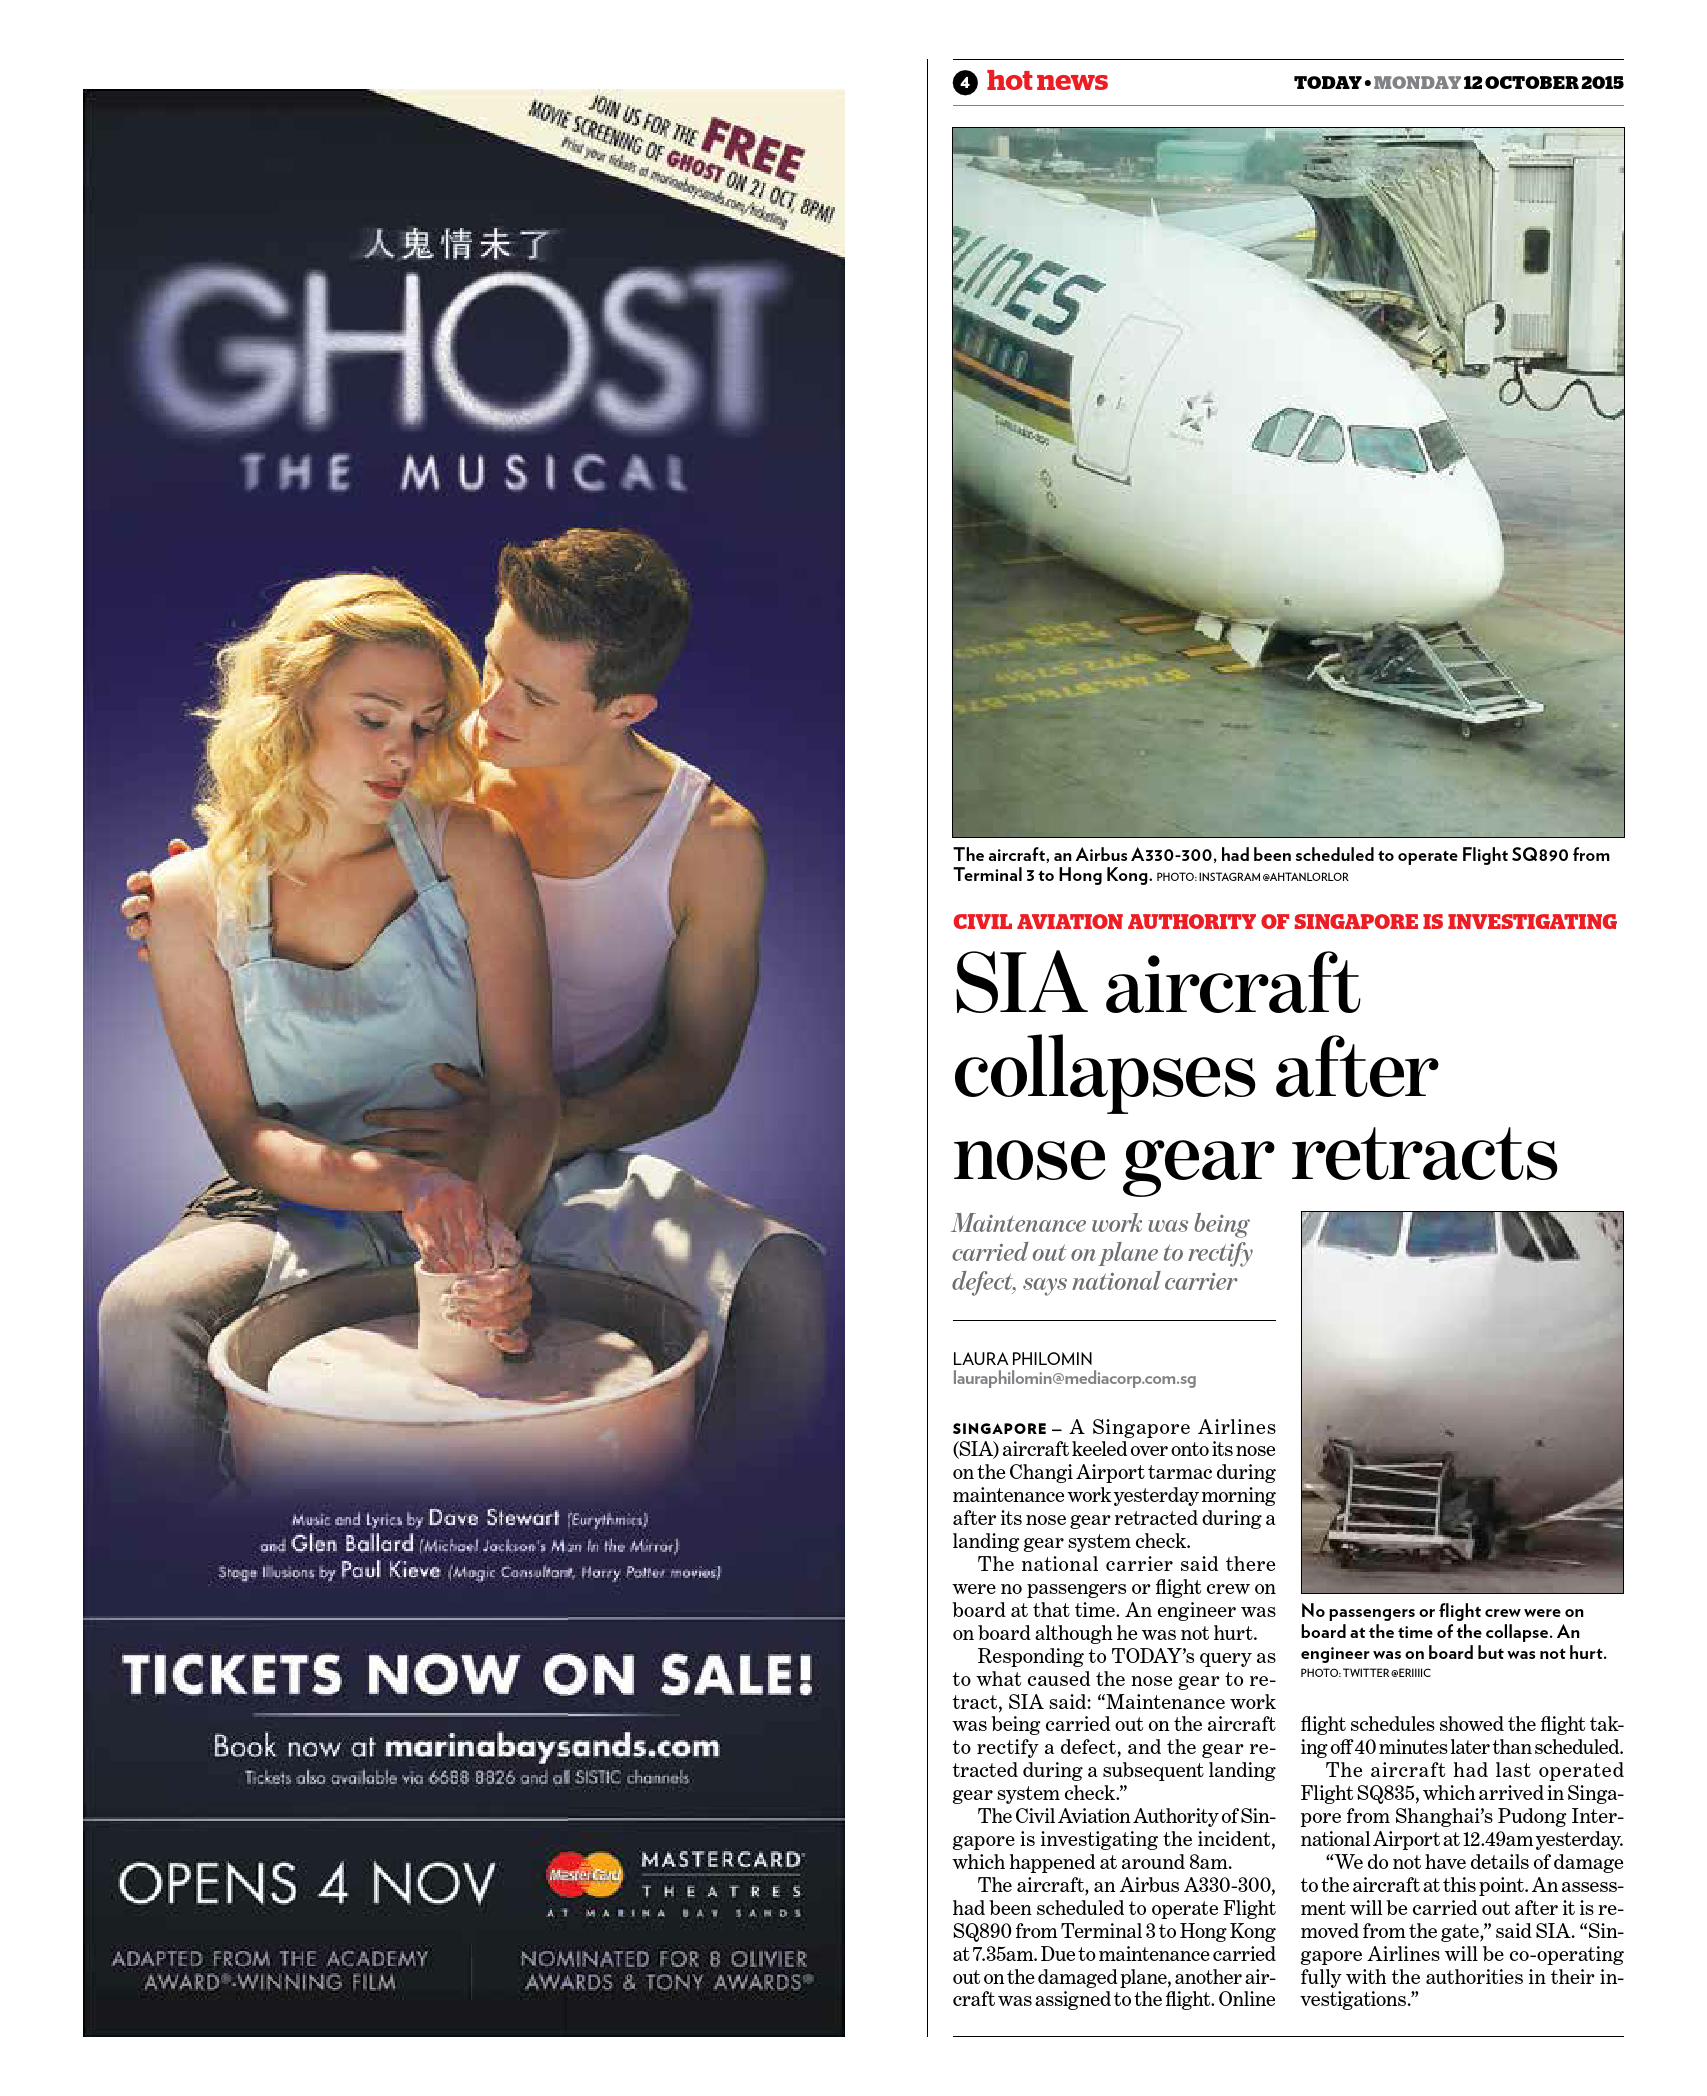 JOIN US FOR THE FREE
MOVIE SCREENING OF GHOST ON 21 OCT, 8PM!
Print your tickets at marinabaysands.com/ticketing
人鬼情未了
GHOST
THE MUSICAL
Music and Lyrics by Dave Stewart (Eurythmics)
and Glen Ballard (Michael Jackson's Man In the Mirror)
Stage Illusions by Paul Kieve (Magic Consultant, Harry Potter movies)
TICKETS NOW ON SALE!
Book now at marinabaysands.com
Tickets also available via 6688 8826 and all SISTIC channels
OPENS 4 NOV
MasterCard
MASTERCARD
THEATRES
AT MARINA BAY SANDS
ADAPTED FROM THE ACADEMY
AWARD®-WINNING FILM
NOMINATED FOR 8 OLIVIER
AWARDS & TONY AWARDS®
4 hot news
TODAY • MONDAY 12 OCTOBER 2015
LINES
The aircraft, an Airbus A330-300, had been scheduled to operate Flight SQ890 from
Terminal 3 to Hong Kong. PHOTO: INSTAGRAM @AHTANLORLOR
CIVIL AVIATION AUTHORITY OF SINGAPORE IS INVESTIGATING
SIA aircraft
collapses after
nose gear retracts
Maintenance work was being
carried out on plane to rectify
defect, says national carrier
LAURA PHILOMIN
lauraphilomin@mediacorp.com.sg
SINGAPORE – A Singapore Airlines
(SIA) aircraft keeled over onto its nose
on the Changi Airport tarmac during
maintenance work yesterday morning
after its nose gear retracted during a
landing gear system check.
The national carrier said there
were no passengers or flight crew on
board at that time. An engineer was
on board although he was not hurt.
Responding to TODAY's query as
to what caused the nose gear to re-
tract, SIA said: “Maintenance work
was being carried out on the aircraft
to rectify a defect, and the gear re-
tracted during a subsequent landing
gear system check.”
The Civil Aviation Authority of Sin-
gapore is investigating the incident,
which happened at around 8am.
The aircraft, an Airbus A330-300,
had been scheduled to operate Flight
SQ890 from Terminal 3 to Hong Kong
at 7.35am. Due to maintenance carried
out on the damaged plane, another air-
craft was assigned to the flight. Online
No passengers or flight crew were on
board at the time of the collapse. An
engineer was on board but was not hurt.
PHOTO: TWITTER @ERIIIIC
flight schedules showed the flight tak-
ing off 40 minutes later than scheduled.
The aircraft had last operated
Flight SQ835, which arrived in Singa-
pore from Shanghai's Pudong Inter-
national Airport at 12.49am yesterday.
“We do not have details of damage
to the aircraft at this point. An assess-
ment will be carried out after it is re-
moved from the gate,” said SIA. “Sin-
gapore Airlines will be co-operating
fully with the authorities in their in-
vestigations.”